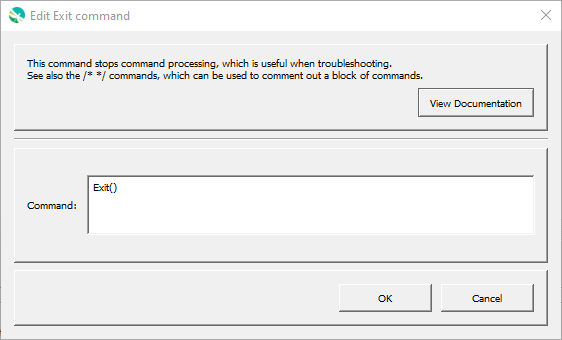 Edit Exit command
This command stops command processing, which is useful when troubleshooting.
See also the /* */ commands, which can be used to comment out a block of commands.
View Documentation
Command:
Exit()
OK
Cancel